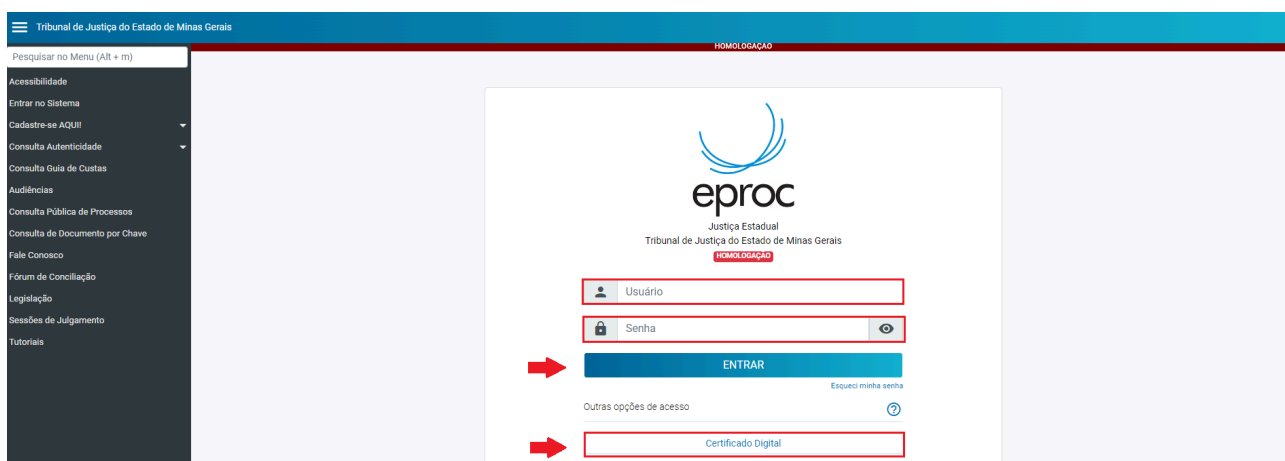 Tribunal de Justiça do Estado de Minas Gerais
HOMOLOGAÇÃO
Pesquisar no Menu (Alt + m)
Acessibilidade
Entrar no Sistema
Cadastre-se AQUI!
Consulta Autenticidade
Consulta Guia de Custas
Audiências
Consulta Pública de Processos
Consulta de Documento por Chave
Fale Conosco
Fórum de Conciliação
Legislação
Sessões de Julgamento
Tutoriais
eproc
Justiça Estadual
Tribunal de Justiça do Estado de Minas Gerais
HOMOLOGAÇÃO
Usuário
Senha
ENTRAR
Esqueci minha senha
Outras opções de acesso
Certificado Digital